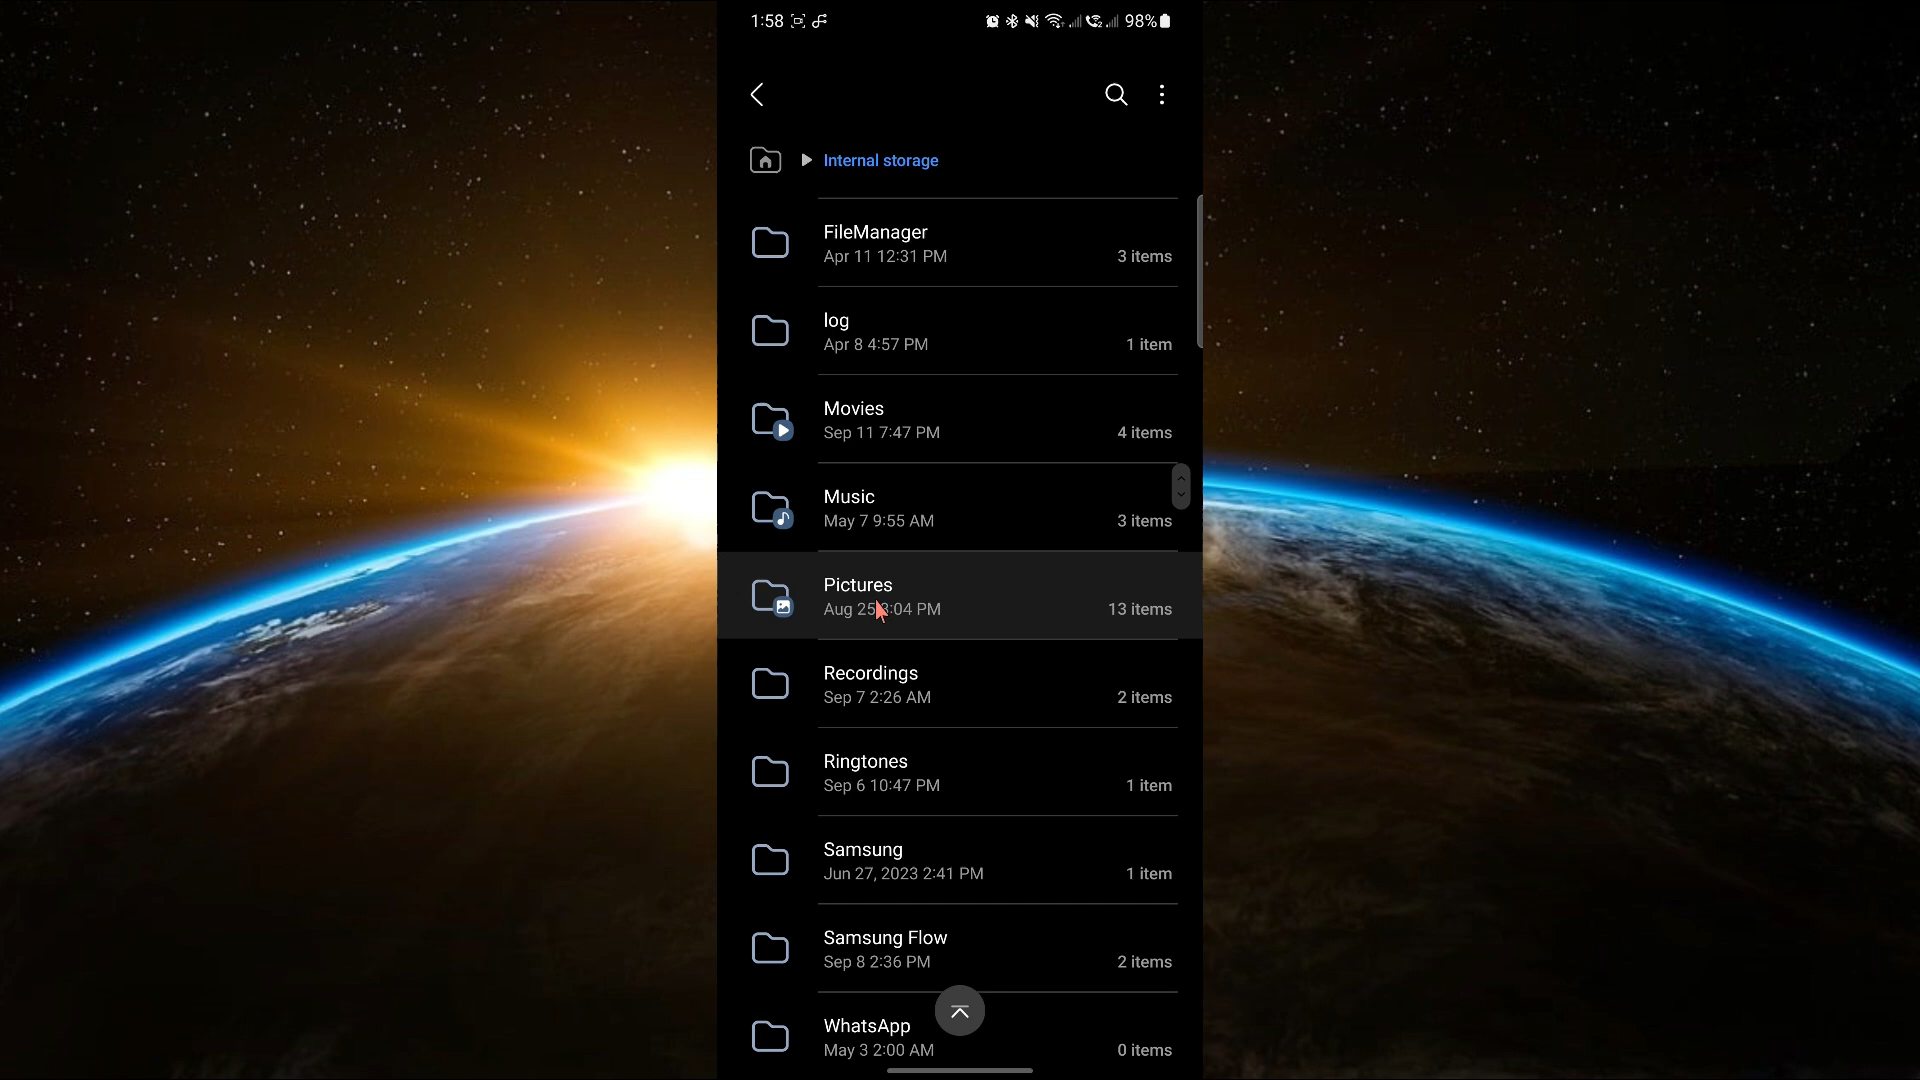 1:58
98%
Internal storage
FileManager
Apr 11 12:31 PM
3 items
log
Apr 8 4:57 PM
1 item
Movies
Sep 11 7:47 PM
4 items
Music
May 7 9:55 AM
3 items
Pictures
Aug 25 :04 PM
13 items
Recordings
Sep 7 2:26 AM
2 items
Ringtones
Sep 6 10:47 PM
1 item
Samsung
Jun 27, 2023 2:41 PM
1 item
Samsung Flow
Sep 8 2:36 PM
2 items
WhatsApp
May 3 2:00 AM
0 items